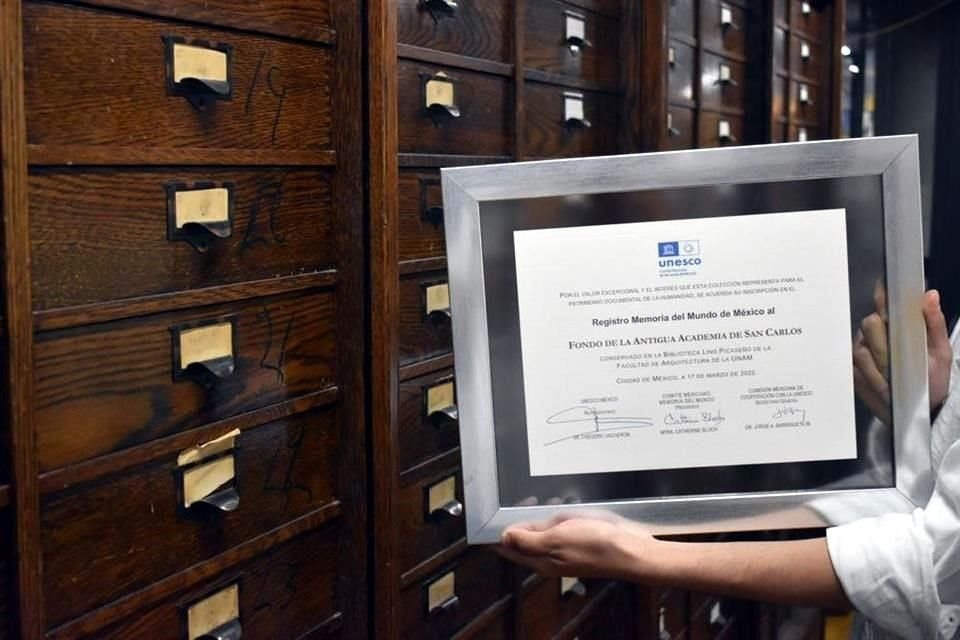 19
unesco
POR EL VALOR EXCEPCIONAL Y EL INTERÉS QUE ESTA COLECCIÓN REPRESENTA PARA EL
PATRIMONIO DOCUMENTAL DE LA HUMANIDAD, SE ACUERDA SU INSCRIPCIÓN EN EL
Registro Memoria del Mundo de México al
FONDO DE LA ANTIGUA ACADEMIA DE SAN CARLOS
CONSERVADO EN LA BIBLIOTECA LINO PICASEÑO DE LA
FACULTAD DE ARQUITECTURA DE LA UNAM.
CIUDAD DE MÉXICO, A 17 DE MARZO DE 2022.
UNESCO MÉXICO
DR. FRÉDÉRIC VACHERON
COMITÉ MEXICANO
MEMORIA DEL MUNDO
Presidenta
MTRA. CATHERINE BLOCH
COMISIÓN MEXICANA DE
COOPERACIÓN CON LA UNESCO
Secretario General